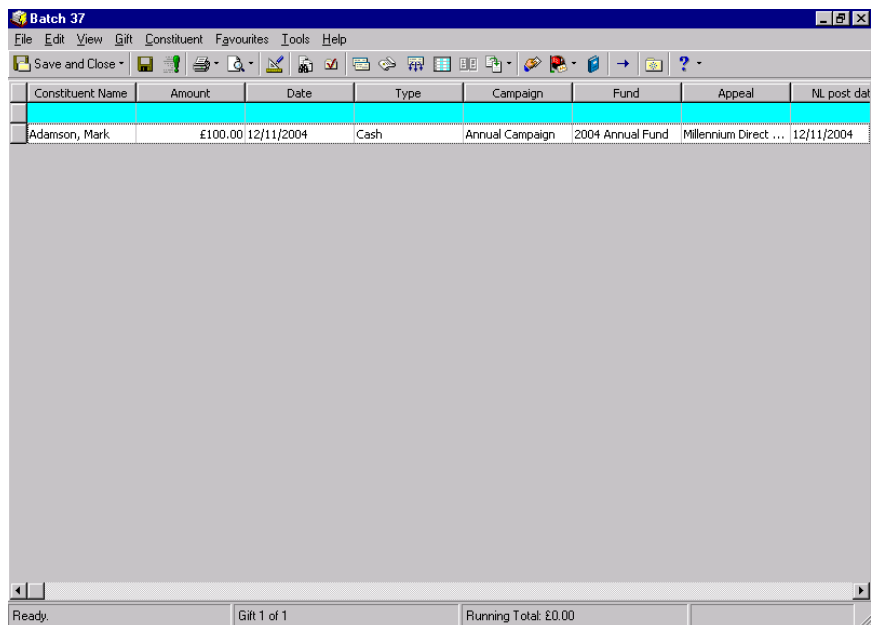 Batch 37
File Edit View Gift Constituent Favourites Tools Help
Save and Close
Constituent Name Amount Date Type Campaign Fund Appeal NL post dat
Adamson, Mark £100.00 12/11/2004 Cash Annual Campaign 2004 Annual Fund Millennium Direct ... 12/11/2004
Ready. Gift 1 of 1 Running Total: £0.00